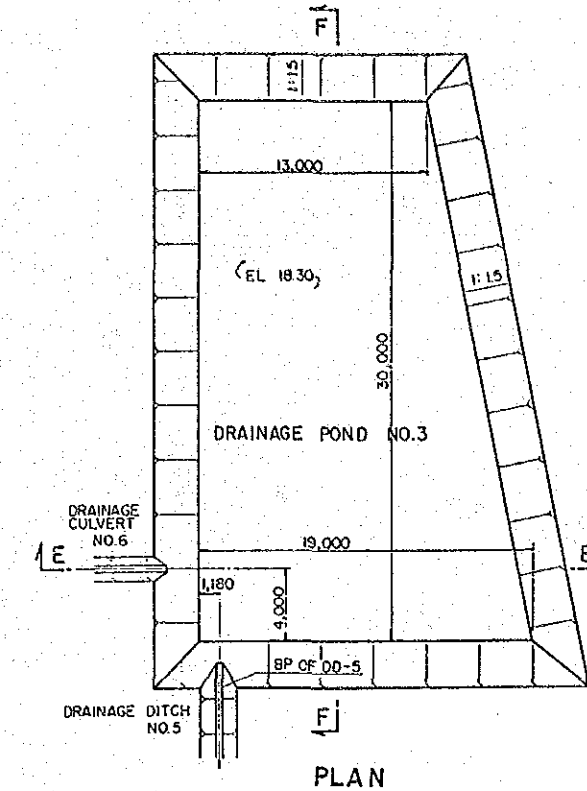 F
1:1.5
13,000
(EL 18.30)
1:1.5
30,000
DRAINAGE POND NO.3
DRAINAGE
CULVERT
NO.6
19,000
E
E
1,180
4,000
BP OF DD-5
DRAINAGE DITCH
NO.5
F
PLAN